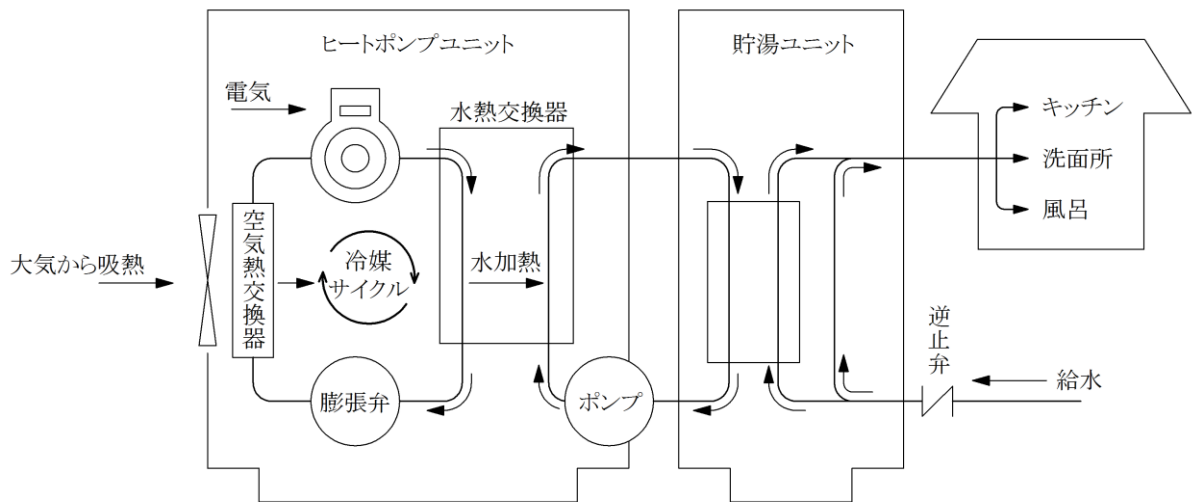 ヒートポンプユニット
貯湯ユニット
電気
水熱交換器
キッチン
洗面所
風呂
空気熱交換器
大気から吸熱
冷媒
サイクル
水加熱
逆止弁
給水
膨張弁
ポンプ